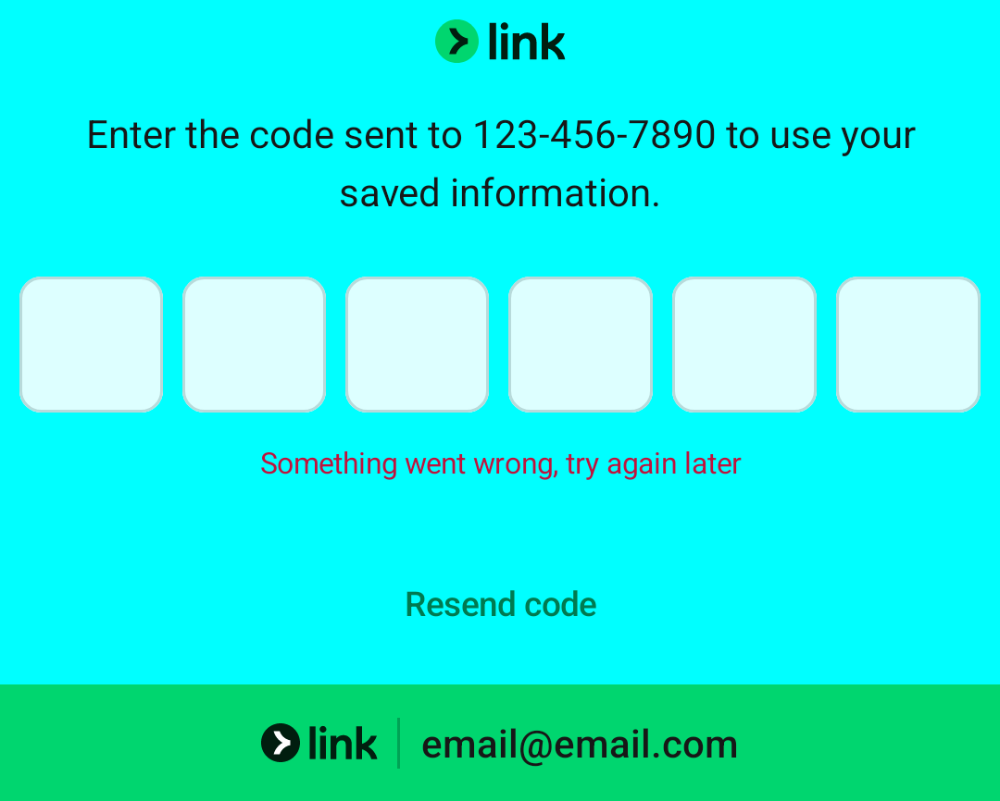 link
Enter the code sent to 123-456-7890 to use your
saved information.
Something went wrong, try again later
Resend code
link | email@email.com